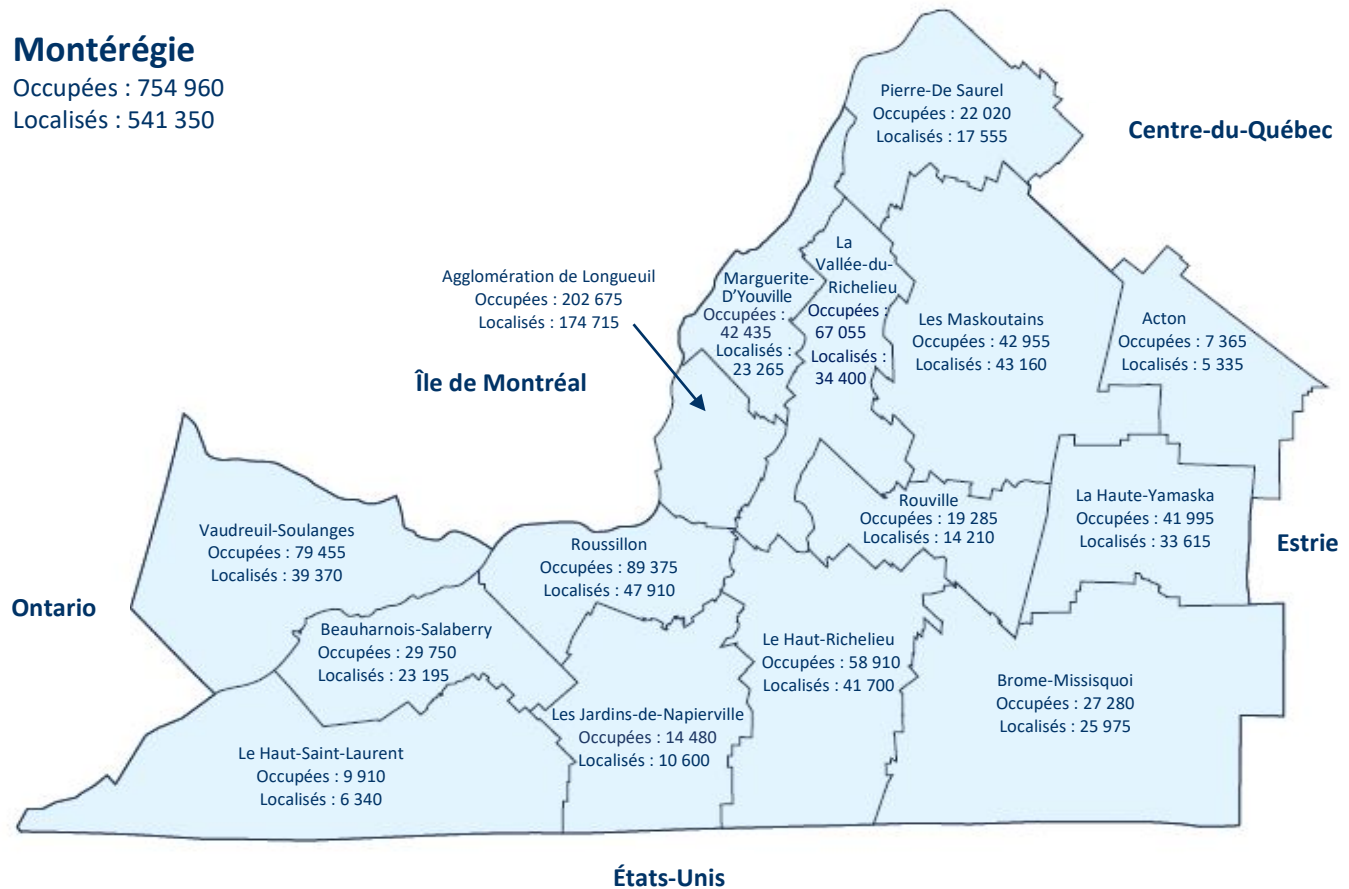 Montérégie
Occupées : 754 960
Localisés : 541 350
Pierre-De Saurel
Occupées : 22 020
Localisés : 17 555
Centre-du-Québec
La
Vallée-du-
Richelieu
Occupées :
67 055
Localisés :
34 400
Agglomération de Longueuil
Occupées : 202 675
Localisés : 174 715
Marguerite-
D'Youville
Occupées :
42 435
Localisés :
23 265
Les Maskoutains
Occupées : 42 955
Localisés : 43 160
Acton
Occupées : 7 365
Localisés : 5 335
Île de Montréal
Rouville
Occupées : 19 285
Localisés : 14 210
La Haute-Yamaska
Occupées : 41 995
Localisés : 33 615
Estrie
Vaudreuil-Soulanges
Occupées : 79 455
Localisés : 39 370
Roussillon
Occupées : 89 375
Localisés : 47 910
Ontario
Beauharnois-Salaberry
Occupées : 29 750
Localisés : 23 195
Le Haut-Richelieu
Occupées : 58 910
Localisés : 41 700
Brome-Missisquoi
Occupées : 27 280
Localisés : 25 975
Les Jardins-de-Napierville
Occupées : 14 480
Localisés : 10 600
Le Haut-Saint-Laurent
Occupées : 9 910
Localisés : 6 340
États-Unis